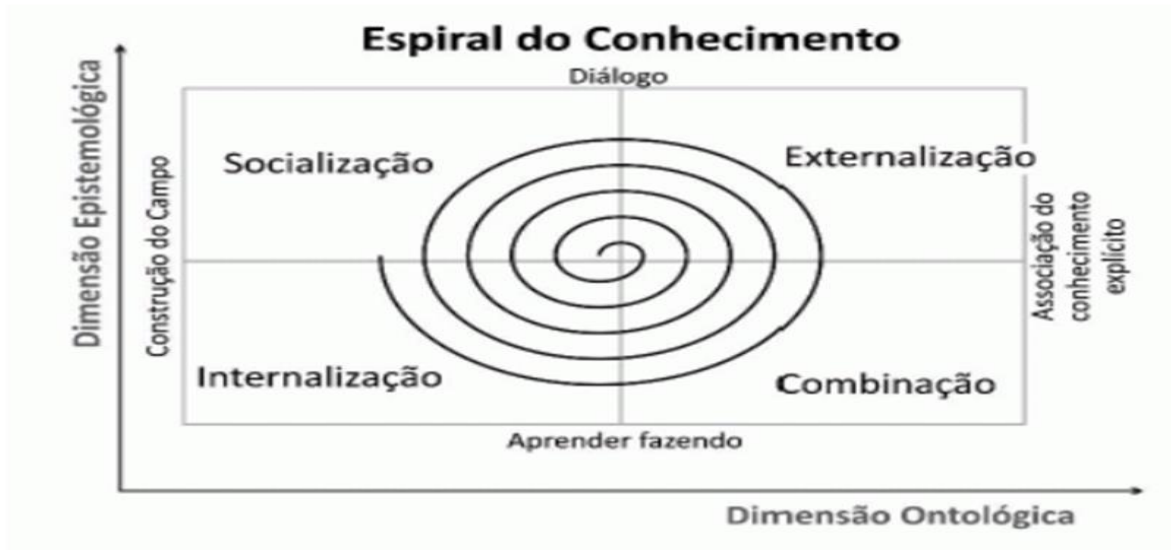 Espiral do Conhecimento
Diálogo
Dimensão Epistemológica
Construção do Campo
Socialização
Externalização
Associação do
conhecimento
explícito
Internalização
Combinação
Aprender fazendo
Dimensão Ontológica